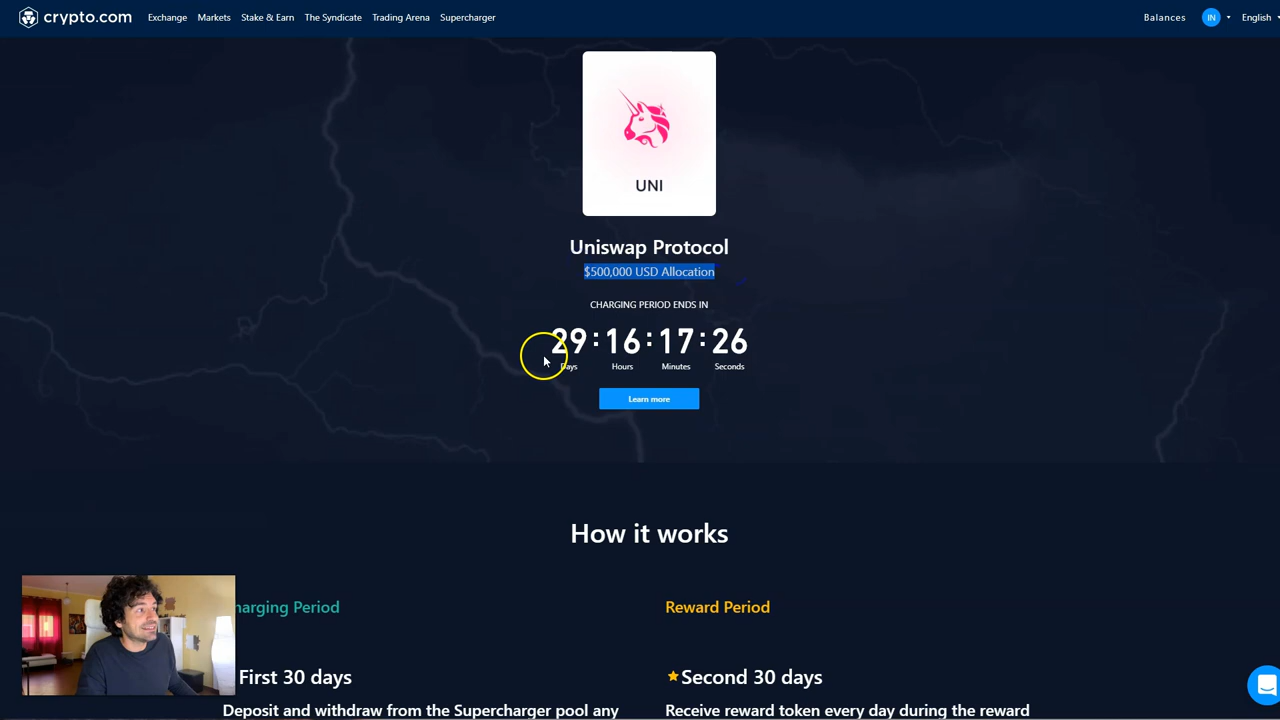 crypto.com Exchange Markets Stake & Earn The Syndicate Trading Arena Supercharger Balances IN English
UNI
Uniswap Protocol
$500,000 USD Allocation
CHARGING PERIOD ENDS IN
29 : 16 : 17 : 26
Days Hours Minutes Seconds
Learn more
How it works
harging Period
Reward Period
First 30 days
Second 30 days
Deposit and withdraw from the Supercharger pool any
Receive reward token every day during the reward